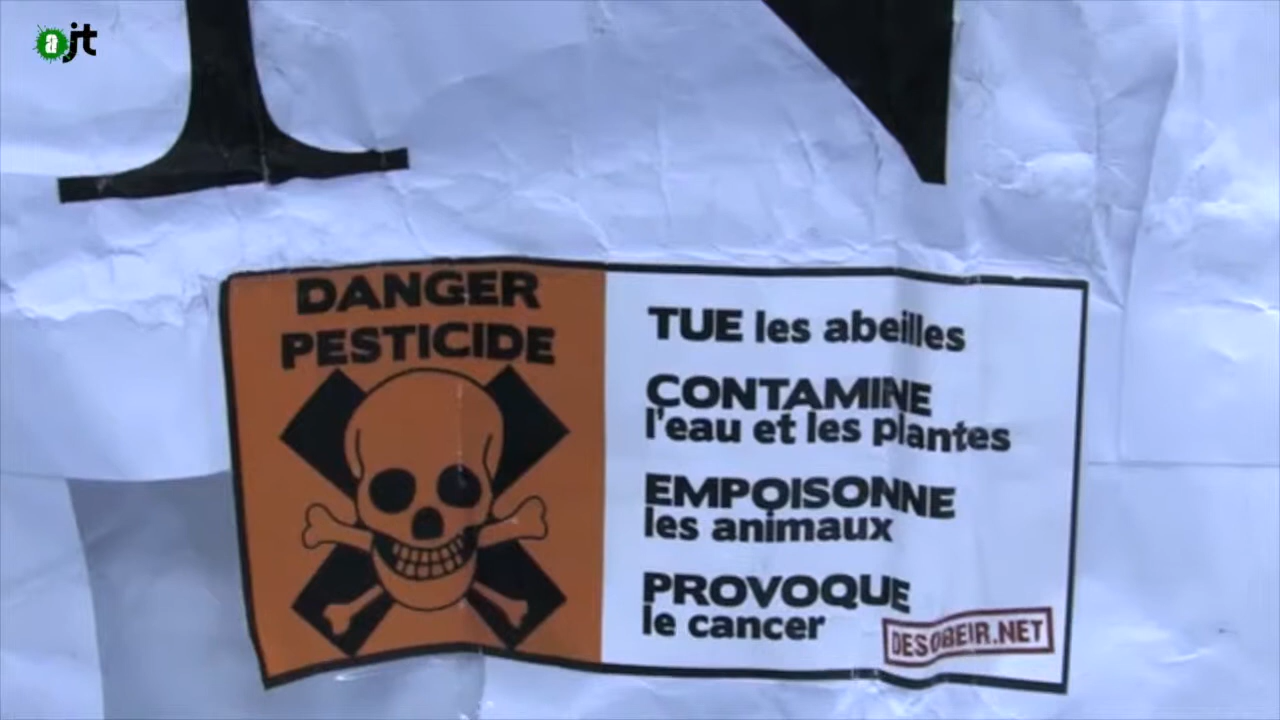 ajt
DANGER
PESTICIDE
TUE les abeilles
CONTAMINE
l'eau et les plantes
EMPOISONNE
les animaux
PROVOQUE
le cancer
DESOBEIR.NET